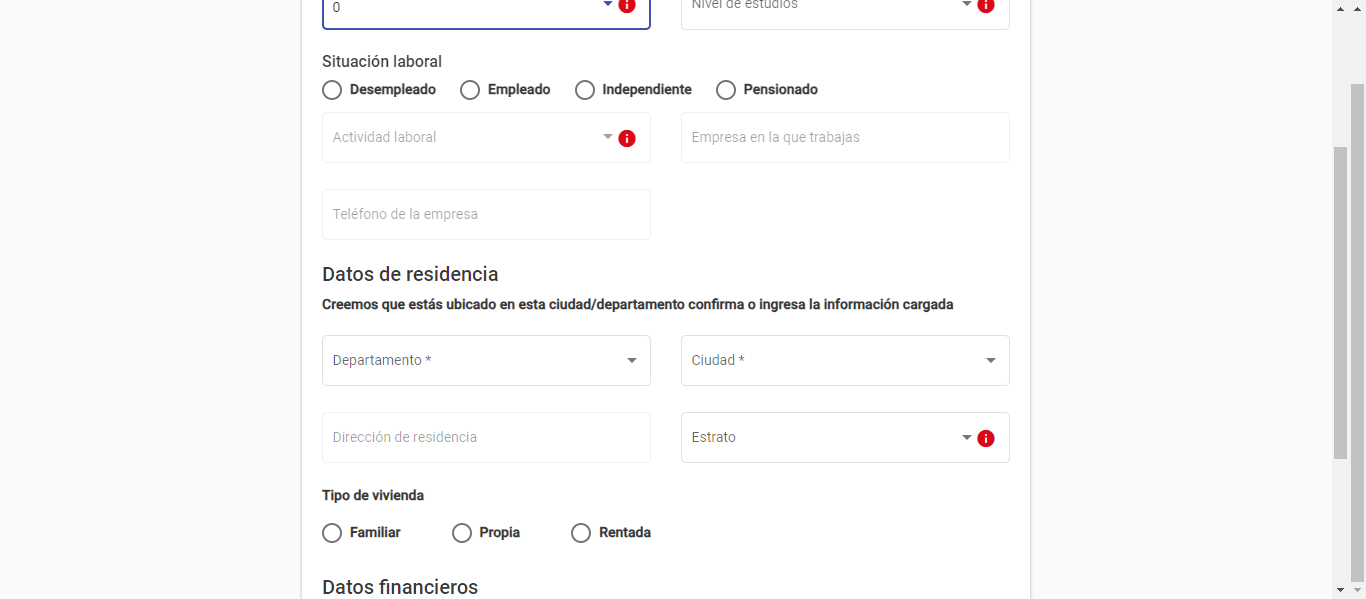 0
Nivel de estudios
Situación laboral
Desempleado Empleado Independiente Pensionado
Actividad laboral
Empresa en la que trabajas
Teléfono de la empresa
Datos de residencia
Creemos que estás ubicado en esta ciudad/departamento confirma o ingresa la información cargada
Departamento *
Ciudad *
Dirección de residencia
Estrato
Tipo de vivienda
Familiar Propia Rentada
Datos financieros